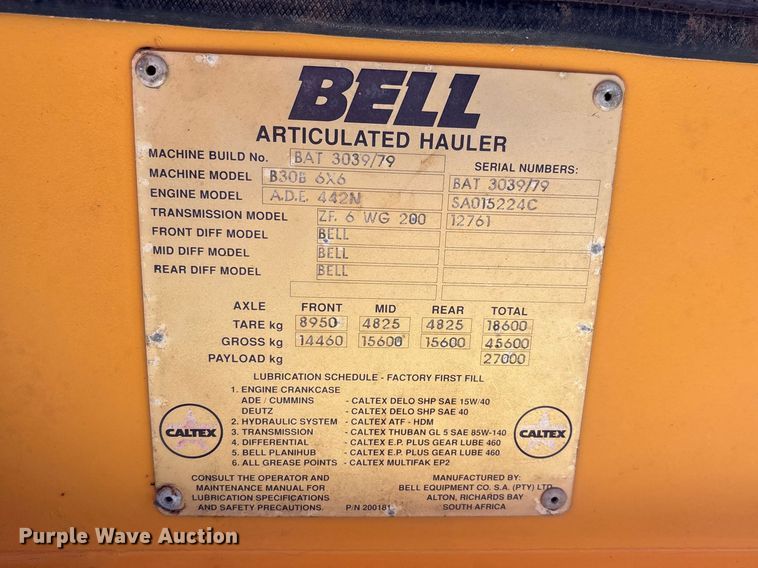 BELL
ARTICULATED HAULER
MACHINE BUILD No. BAT 3039/79 SERIAL NUMBERS:
MACHINE MODEL B30B 6X6 BAT 3039/79
ENGINE MODEL A.D.E. 442N SA015224C
TRANSMISSION MODEL ZF. 6 WG 200 12761
FRONT DIFF MODEL BELL
MID DIFF MODEL BELL
REAR DIFF MODEL BELL
AXLE FRONT MID REAR TOTAL
TARE kg 8950 4825 4825 18600
GROSS kg 14460 15600 15600 45600
PAYLOAD kg 27000
LUBRICATION SCHEDULE - FACTORY FIRST FILL
1. ENGINE CRANKCASE
ADE / CUMMINS - CALTEX DELO SHP SAE 15W/40
DEUTZ - CALTEX DELO SHP SAE 40
2. HYDRAULIC SYSTEM - CALTEX ATF - HDM
3. TRANSMISSION - CALTEX THUBAN GL 5 SAE 85W-140
4. DIFFERENTIAL - CALTEX E.P. PLUS GEAR LUBE 460
5. BELL PLANIHUB - CALTEX E.P. PLUS GEAR LUBE 460
6. ALL GREASE POINTS - CALTEX MULTIFAK EP2
CALTEX
CALTEX
CONSULT THE OPERATOR AND
MAINTENANCE MANUAL FOR
LUBRICATION SPECIFICATIONS
AND SAFETY PRECAUTIONS. P/N 200181
MANUFACTURED BY:
BELL EQUIPMENT CO. S.A. (PTY) LTD
ALTON, RICHARDS BAY
SOUTH AFRICA
Purple Wave Auction